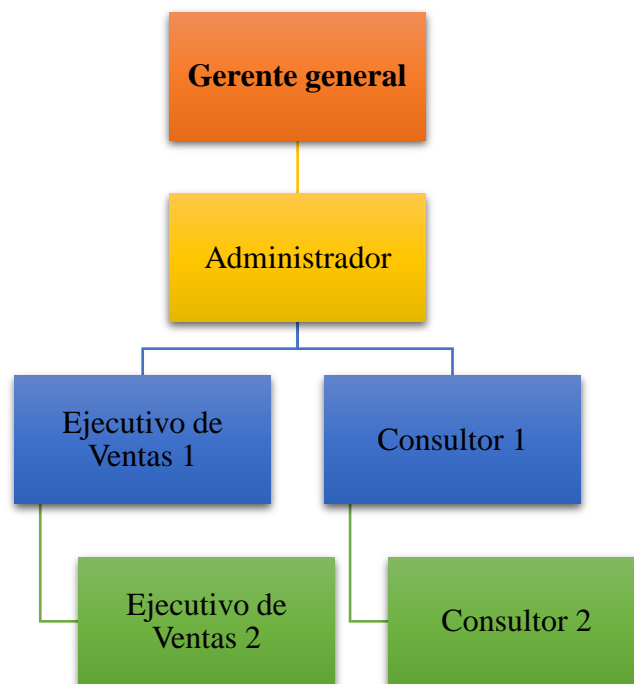 Gerente general
Administrador
Ejecutivo de
Ventas 1
Consultor 1
Ejecutivo de
Ventas 2
Consultor 2